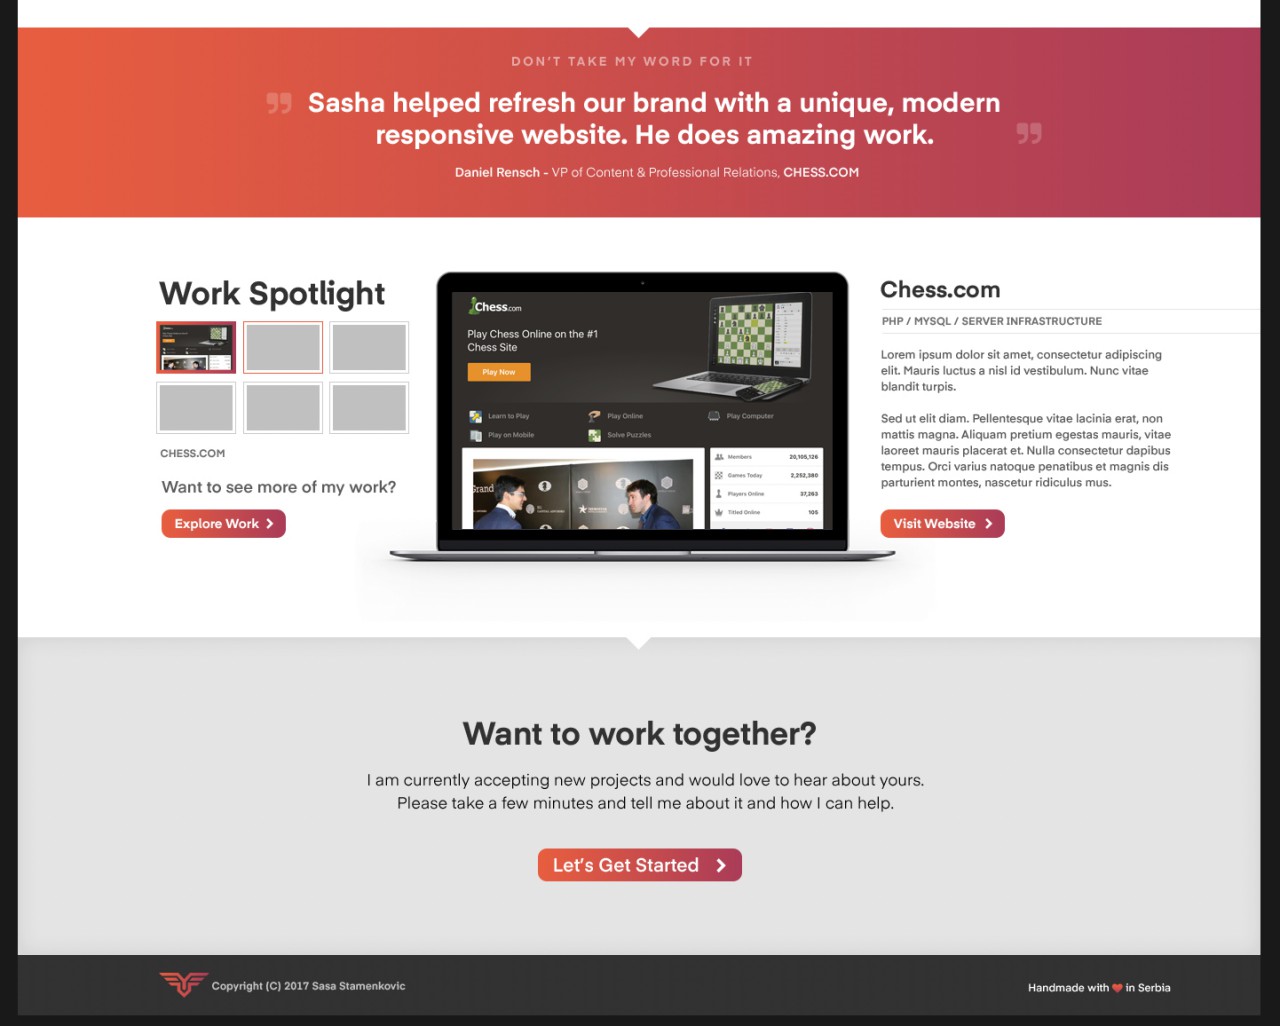 DON'T TAKE MY WORD FOR IT
Sasha helped refresh our brand with a unique, modern
responsive website. He does amazing work.
Daniel Rensch - VP of Content & Professional Relations, CHESS.COM
Work Spotlight
CHESS.COM
Want to see more of my work?
Explore Work
Chess.com
Play Chess Online on the #1
Chess Site
Play Now
Learn to Play
Play Online
Play Computer
Play on Mobile
Solve Puzzles
Grand
Members 20,105,126
Games Today 2,252,380
Players Online 37,263
Titled Online 105
Chess.com
PHP / MYSQL / SERVER INFRASTRUCTURE
Lorem ipsum dolor sit amet, consectetur adipiscing
elit. Mauris luctus a nisl id vestibulum. Nunc vitae
blandit turpis.
Sed ut elit diam. Pellentesque vitae lacinia erat, non
mattis magna. Aliquam pretium egestas mauris, vitae
laoreet mauris placerat et. Nulla consectetur dapibus
tempus. Orci varius natoque penatibus et magnis dis
parturient montes, nascetur ridiculus mus.
Visit Website
Want to work together?
I am currently accepting new projects and would love to hear about yours.
Please take a few minutes and tell me about it and how I can help.
Let's Get Started
Copyright (C) 2017 Sasa Stamenkovic
Handmade with ❤ in Serbia